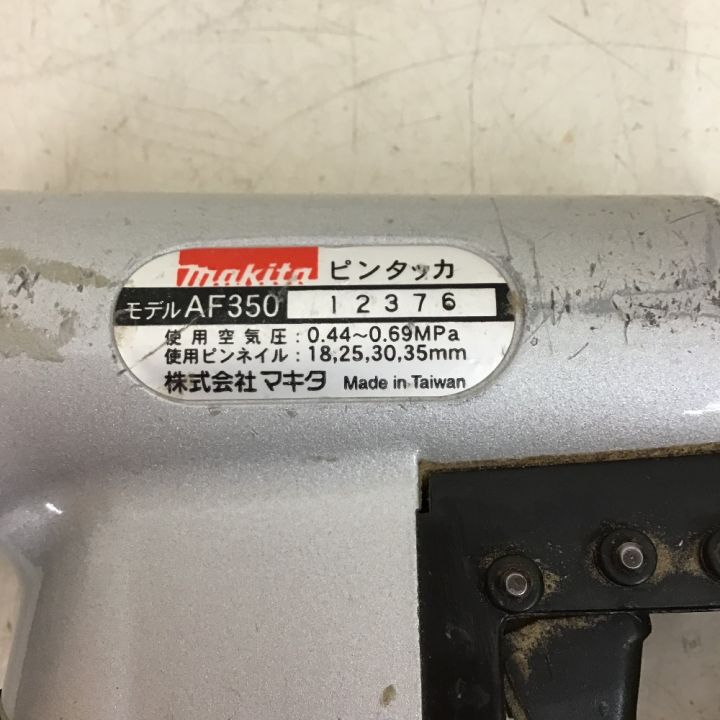 makita ピンタッカ
モデル AF350 12376
使用空気圧:0.44~0.69MPa
使用ピンネイル:18,25,30,35mm
株式会社マキタ Made in Taiwan